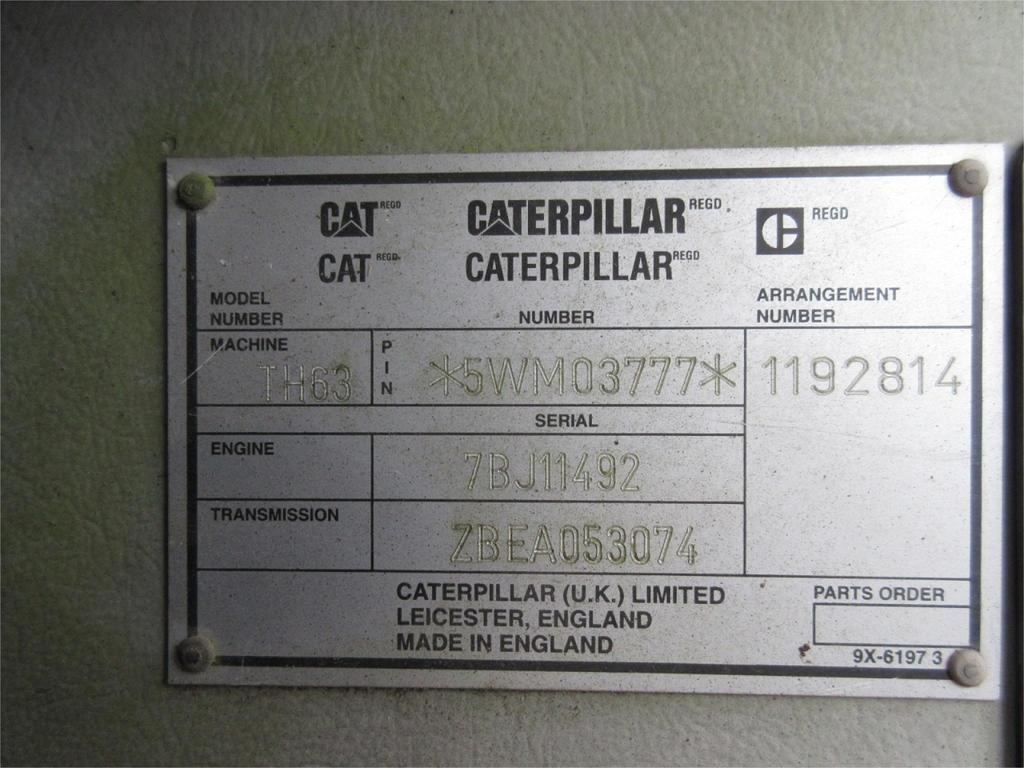 CAT REGD CATERPILLAR REGD REGD
CAT REGD CATERPILLAR REGD
MODEL NUMBER NUMBER ARRANGEMENT NUMBER
MACHINE TH63 PIN *5WM03777* 1192814
SERIAL
ENGINE 7BJ11492
TRANSMISSION ZBEA053074
CATERPILLAR (U.K.) LIMITED PARTS ORDER
LEICESTER, ENGLAND
MADE IN ENGLAND
9X-6197 3